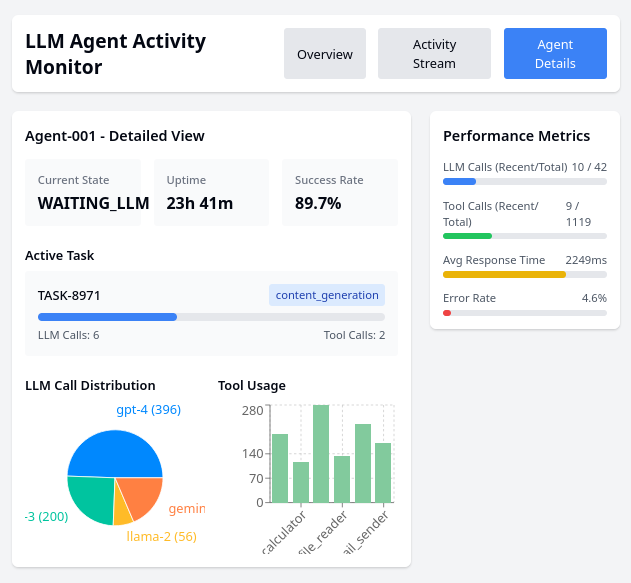 LLM Agent Activity
Monitor
Overview
Activity
Stream
Agent
Details
Agent-001 - Detailed View
Current State
WAITING_LLM
Uptime
23h 41m
Success Rate
89.7%
Active Task
TASK-8971
content_generation
LLM Calls: 6
Tool Calls: 2
LLM Call Distribution
gpt-4 (396)
-3 (200)
gemin
llama-2 (56)
Tool Usage
280
140
70
0
calculator
file_reader
ail_sender
Performance Metrics
LLM Calls (Recent/Total) 10 / 42
Tool Calls (Recent/
Total)
9 /
1119
Avg Response Time 2249ms
Error Rate 4.6%